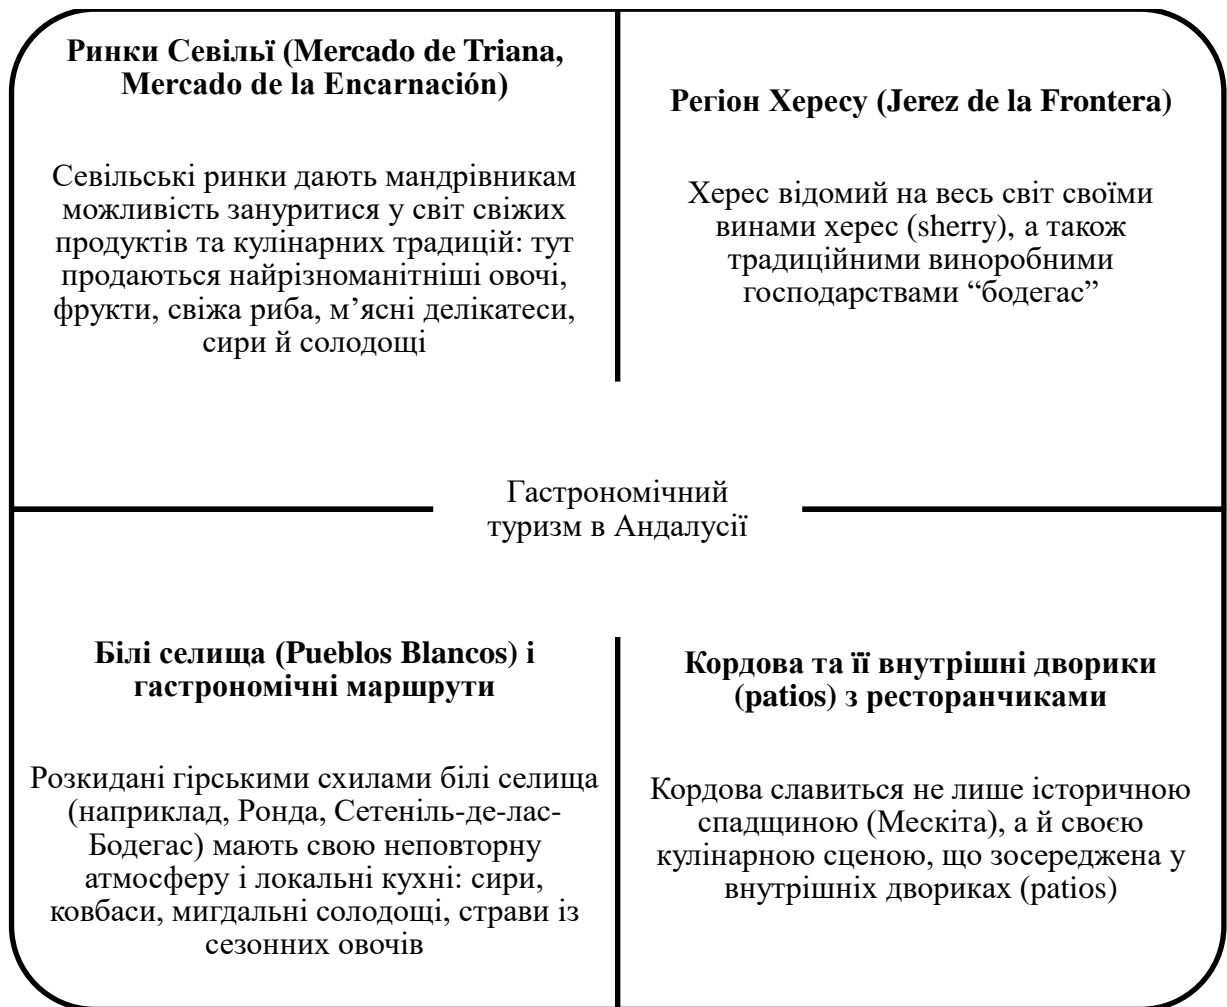 Ринки Севільї (Mercado de Triana,
Mercado de la Encarnación)
Севільські ринки дають мандрівникам
можливість зануритися у світ свіжих
продуктів та кулінарних традицій: тут
продаються найрізноманітніші овочі,
фрукти, свіжа риба, м’ясні делікатеси,
сири й солодощі
Регіон Хересу (Jerez de la Frontera)
Херес відомий на весь світ своїми
винами херес (sherry), а також
традиційними виноробними
господарствами “бодегас”
Гастрономічний
туризм в Андалусії
Білі селища (Pueblos Blancos) і
гастрономічні маршрути
Розкидані гірськими схилами білі селища
(наприклад, Ронда, Сетеніль-де-лас-
Бодегас) мають свою неповторну
атмосферу і локальні кухні: сири,
ковбаси, мигдальні солодощі, страви із
сезонних овочів
Кордова та її внутрішні дворики
(patios) з ресторанчиками
Кордова славиться не лише історичною
спадщиною (Мескіта), а й своєю
кулінарною сценою, що зосереджена у
внутрішніх двориках (patios)